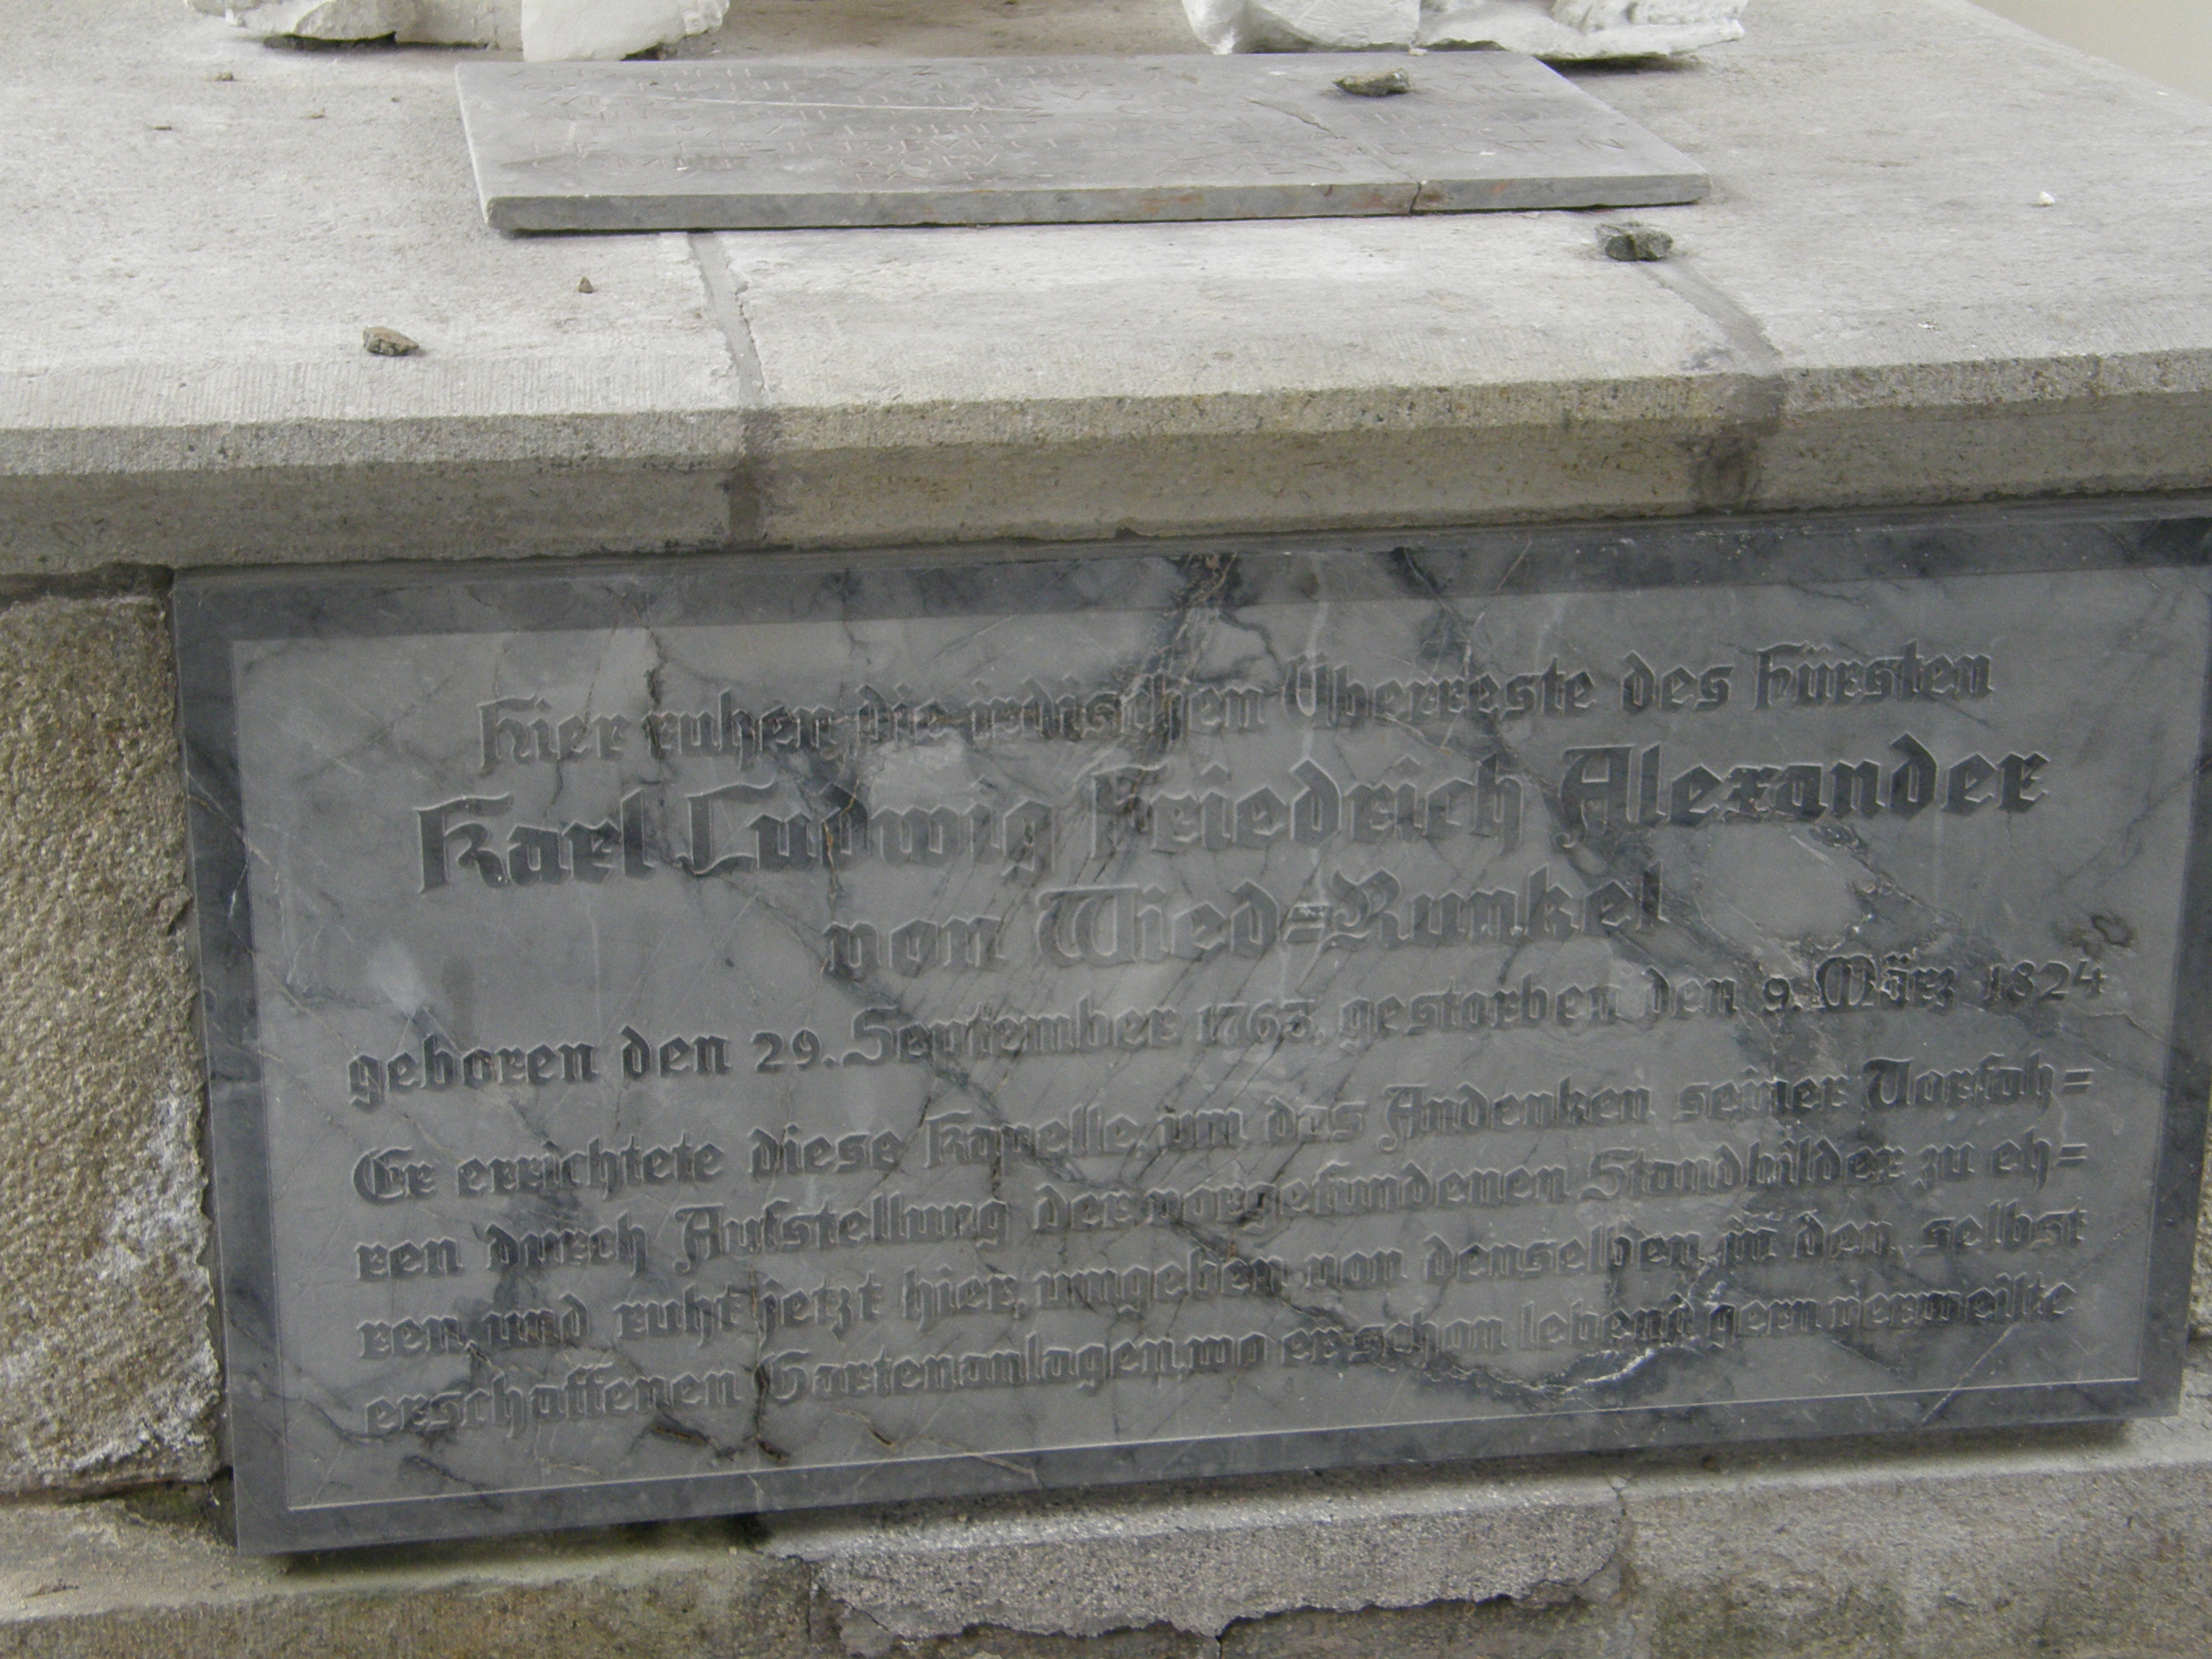 Hier ruhen die irdischen Überreste des Fürsten
Karl Ludwig Friedrich Alexander
von Wied=Runkel
geboren den 29. September 1763, gestorben den 9. März 1824
Er errichtete diese Kapelle, um das Andenken seiner Vorfah=
ren durch Aufstellung der vorgefundenen Standbilder zu eh=
ren, und ruht jetzt hier, umgeben von denselben, in den, selbst
erschaffenen Gartenanlagen, wo er schon lebend gern verweilte